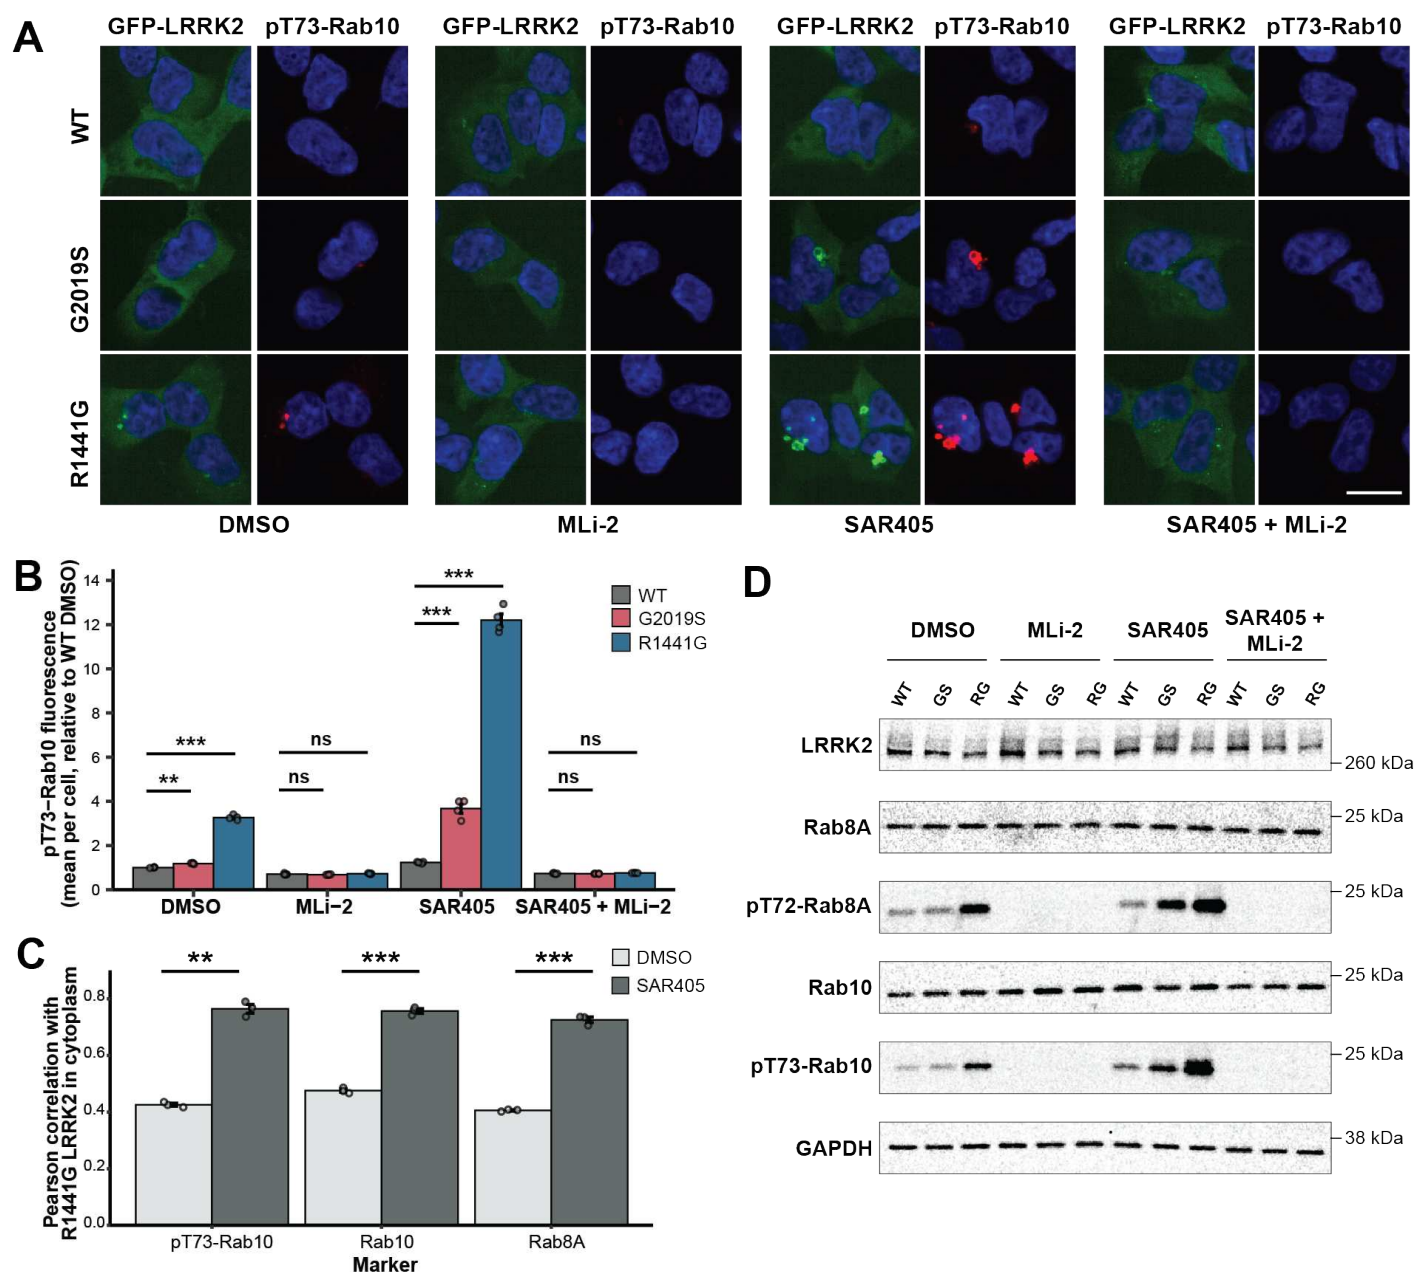 A
GFP-LRRK2 pT73-Rab10 GFP-LRRK2 pT73-Rab10 GFP-LRRK2 pT73-Rab10 GFP-LRRK2 pT73-Rab10
WT
G2019S
R1441G
DMSO MLi-2 SAR405 SAR405 + MLi-2
B
pT73−Rab10 fluorescence
(mean per cell, relative to WT DMSO)
14
12
10
8
6
4
2
0
*** ** ns ns *** *** ns ns
WT
G2019S
R1441G
DMSO MLi−2 SAR405 SAR405 + MLi−2
C
Pearson correlation with
R1441G LRRK2 in cytoplasm
0.8
0.6
0.4
0.2
0.0
** *** ***
DMSO
SAR405
pT73-Rab10 Rab10 Rab8A
Marker
D
DMSO MLi-2 SAR405 SAR405 +
MLi-2
WT GS RG WT GS RG WT GS RG WT GS RG
LRRK2 260 kDa
Rab8A 25 kDa
pT72-Rab8A 25 kDa
Rab10 25 kDa
pT73-Rab10 25 kDa
GAPDH 38 kDa